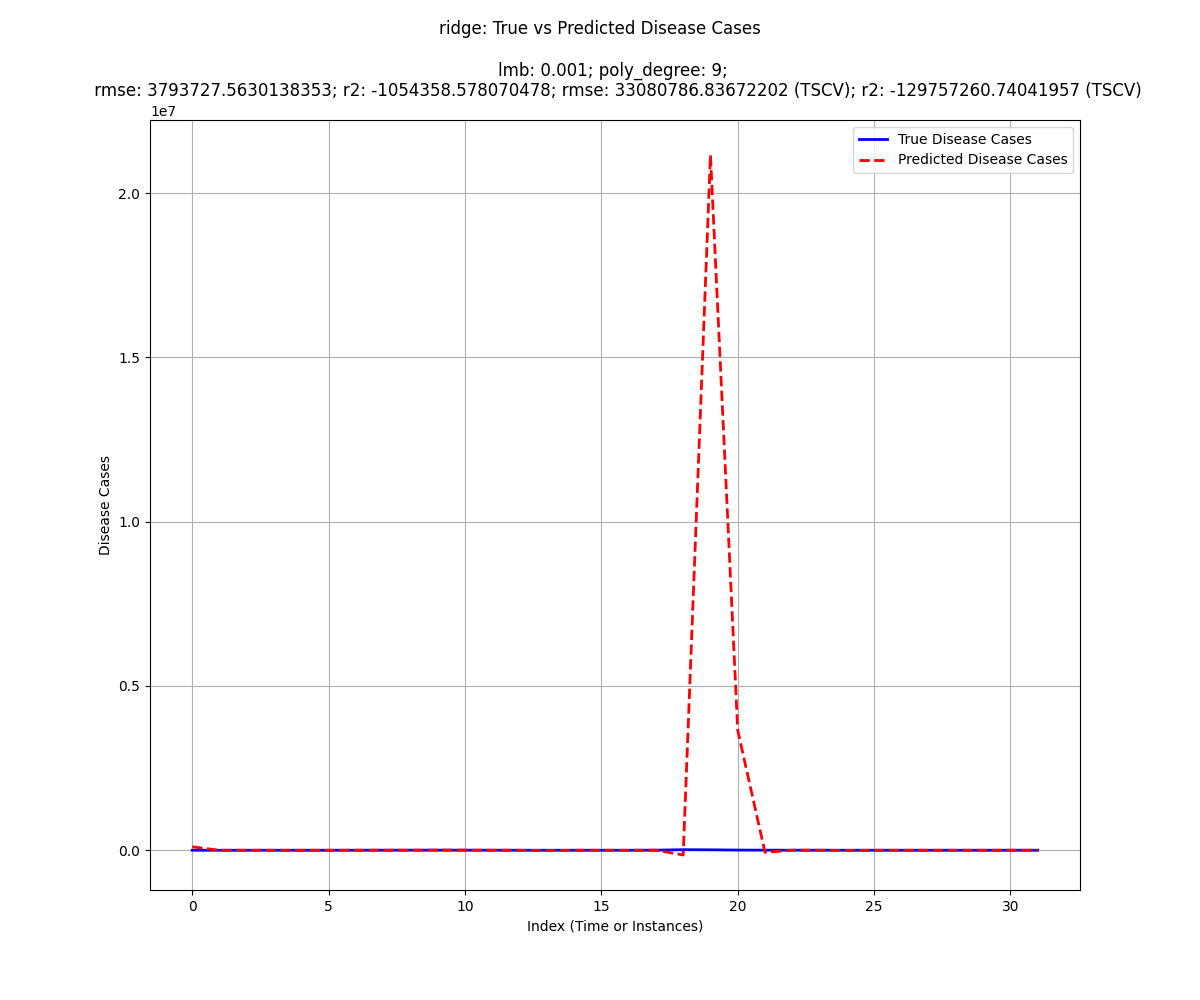 ridge: True vs Predicted Disease Cases
lmb: 0.001; poly_degree: 9;
rmse: 3793727.5630138353; r2: -1054358.578070478; rmse: 33080786.83672202 (TSCV); r2: -129757260.74041957 (TSCV)
1e7
True Disease Cases
Predicted Disease Cases
2.0
1.5
1.0
0.5
0.0
Disease Cases
0 5 10 15 20 25 30
Index (Time or Instances)